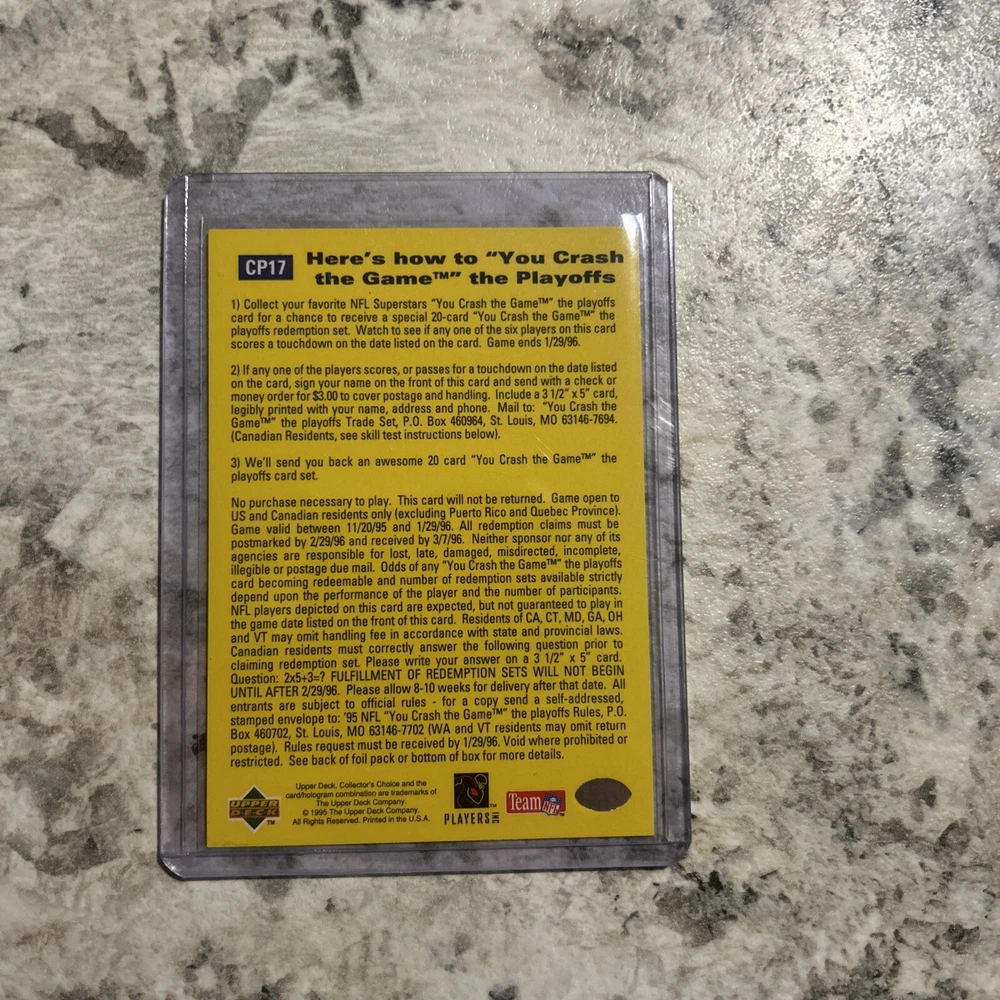 CP17
Here's how to "You Crash
the Game™" the Playoffs
1) Collect your favorite NFL Superstars "You Crash the Game™" the playoffs
card for a chance to receive a special 20-card "You Crash the Game™" the
playoffs redemption set. Watch to see if any one of the six players on this card
scores a touchdown on the date listed on the card. Game ends 1/29/96.
2) If any one of the players scores, or passes for a touchdown on the date listed
on the card, sign your name on the front of this card and send with a check or
money order for $3.00 to cover postage and handling. Include a 3 1/2" x 5" card,
legibly printed with your name, address and phone. Mail to: "You Crash the
Game™" the playoffs Trade Set, P.O. Box 460964, St. Louis, MO 63146-7694.
(Canadian Residents, see skill test instructions below).
3) We'll send you back an awesome 20 card "You Crash the Game™" the
playoffs card set.
No purchase necessary to play. This card will not be returned. Game open to
US and Canadian residents only (excluding Puerto Rico and Quebec Province).
Game valid between 11/20/95 and 1/29/96. All redemption claims must be
postmarked by 2/29/96 and received by 3/7/96. Neither sponsor nor any of its
agencies are responsible for lost, late, damaged, misdirected, incomplete,
illegible or postage due mail. Odds of any "You Crash the Game™" the playoffs
card becoming redeemable and number of redemption sets available strictly
depend upon the performance of the player and the number of participants.
NFL players depicted on this card are expected, but not guaranteed to play in
the game date listed on the front of this card. Residents of CA, CT, MD, GA, OH
and VT may omit handling fee in accordance with state and provincial laws.
Canadian residents must correctly answer the following question prior to
claiming redemption set. Please write your answer on a 3 1/2" x 5" card.
Question: 2x5+3=? FULFILLMENT OF REDEMPTION SETS WILL NOT BEGIN
UNTIL AFTER 2/29/96. Please allow 8-10 weeks for delivery after that date. All
entrants are subject to official rules - for a copy send a self-addressed,
stamped envelope to: '95 NFL "You Crash the Game™" the playoffs Rules, P.O.
Box 460702, St. Louis, MO 63146-7702 (WA and VT residents may omit return
postage). Rules request must be received by 1/29/96. Void where prohibited or
restricted. See back of foil pack or bottom of box for more details.
UPPER
DECK
™
Upper Deck, Collector's Choice and the
card/hologram combination are trademarks of
The Upper Deck Company.
© 1995 The Upper Deck Company.
All Rights Reserved. Printed in the U.S.A.
™
PLAYERS INC
Team NFL™